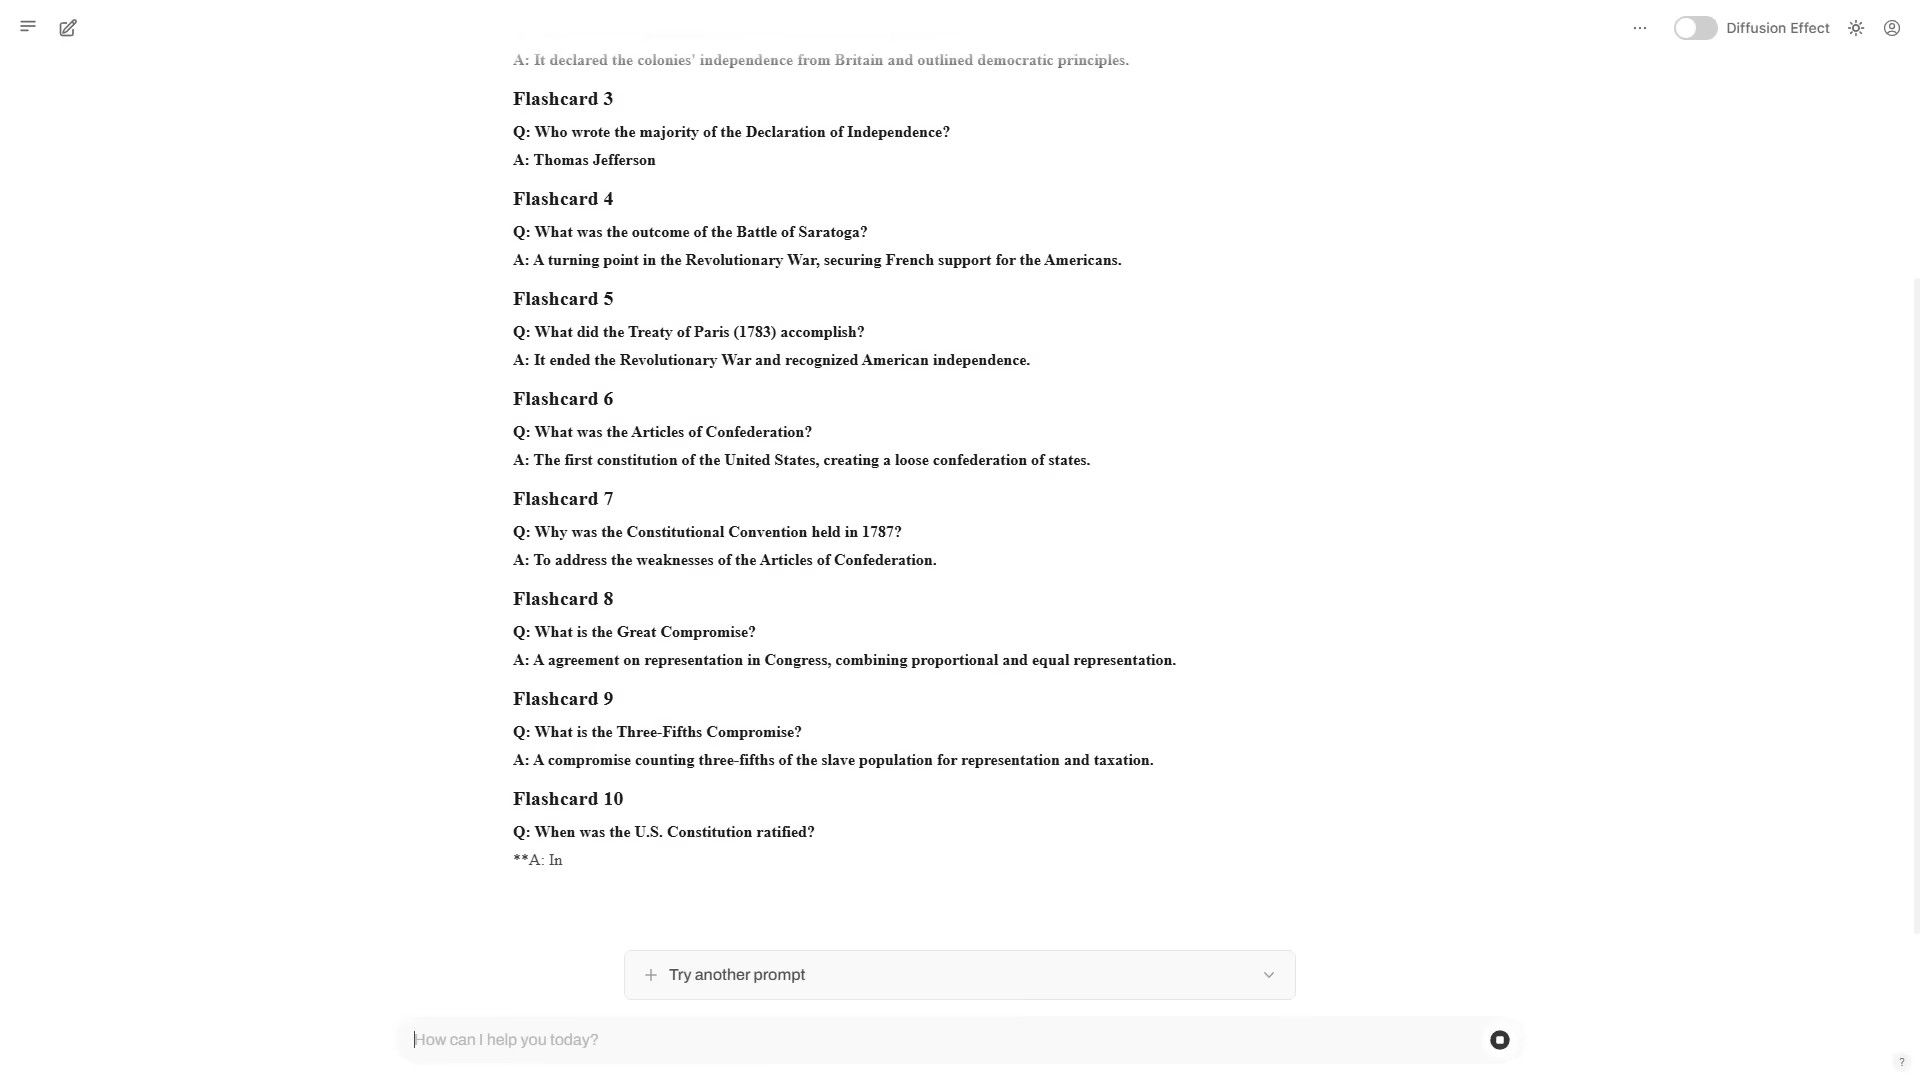 Diffusion Effect
A: It declared the colonies' independence from Britain and outlined democratic principles.
Flashcard 3
Q: Who wrote the majority of the Declaration of Independence?
A: Thomas Jefferson
Flashcard 4
Q: What was the outcome of the Battle of Saratoga?
A: A turning point in the Revolutionary War, securing French support for the Americans.
Flashcard 5
Q: What did the Treaty of Paris (1783) accomplish?
A: It ended the Revolutionary War and recognized American independence.
Flashcard 6
Q: What was the Articles of Confederation?
A: The first constitution of the United States, creating a loose confederation of states.
Flashcard 7
Q: Why was the Constitutional Convention held in 1787?
A: To address the weaknesses of the Articles of Confederation.
Flashcard 8
Q: What is the Great Compromise?
A: A agreement on representation in Congress, combining proportional and equal representation.
Flashcard 9
Q: What is the Three-Fifths Compromise?
A: A compromise counting three-fifths of the slave population for representation and taxation.
Flashcard 10
Q: When was the U.S. Constitution ratified?
**A: In
Try another prompt
How can I help you today?
?